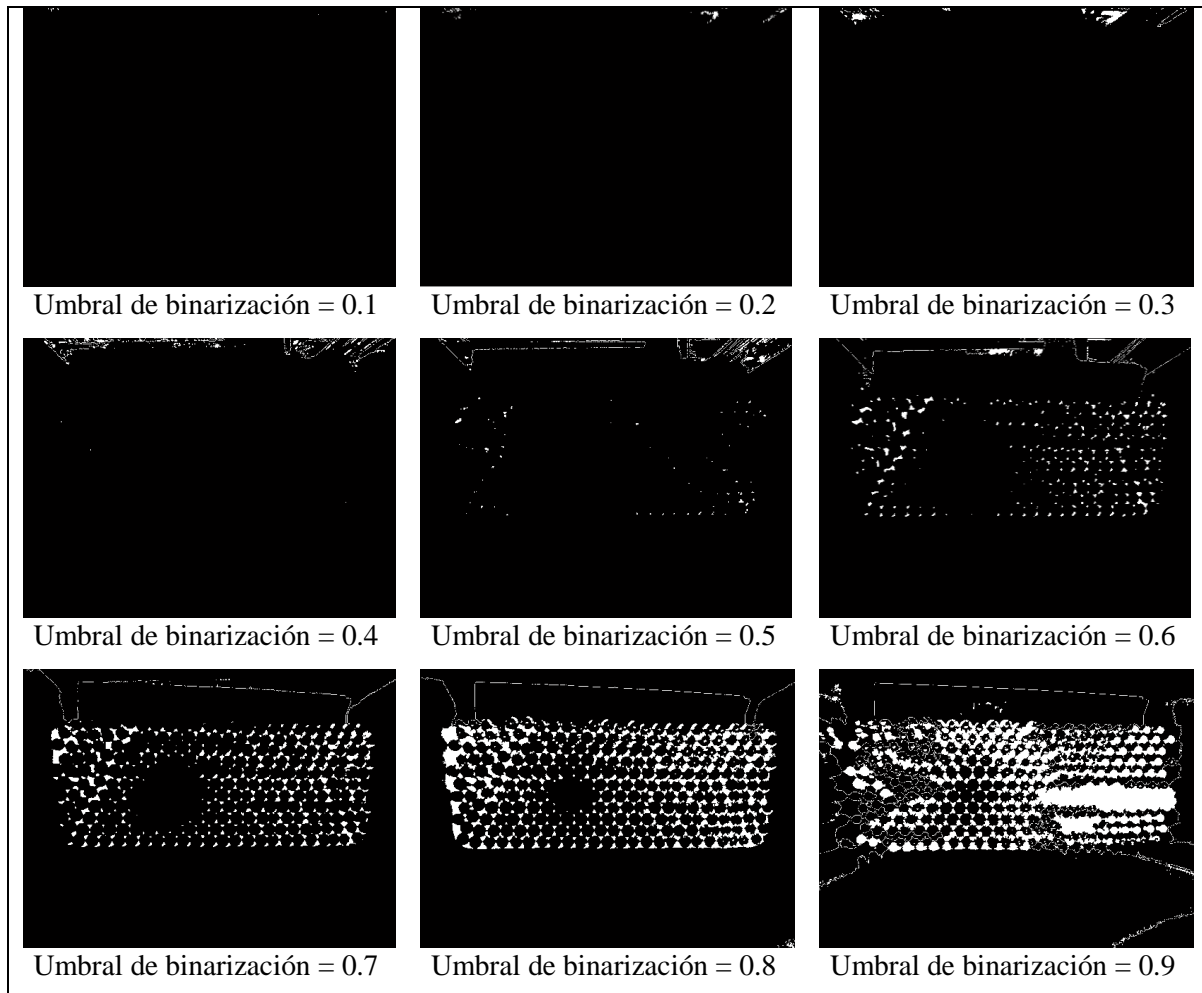 Umbral de binarización = 0.1
Umbral de binarización = 0.2
Umbral de binarización = 0.3
Umbral de binarización = 0.4
Umbral de binarización = 0.5
Umbral de binarización = 0.6
Umbral de binarización = 0.7
Umbral de binarización = 0.8
Umbral de binarización = 0.9